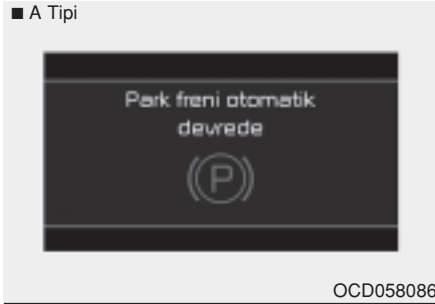 ■ A Tipi
Park freni otomatik
devrede
(P)
OCD058086